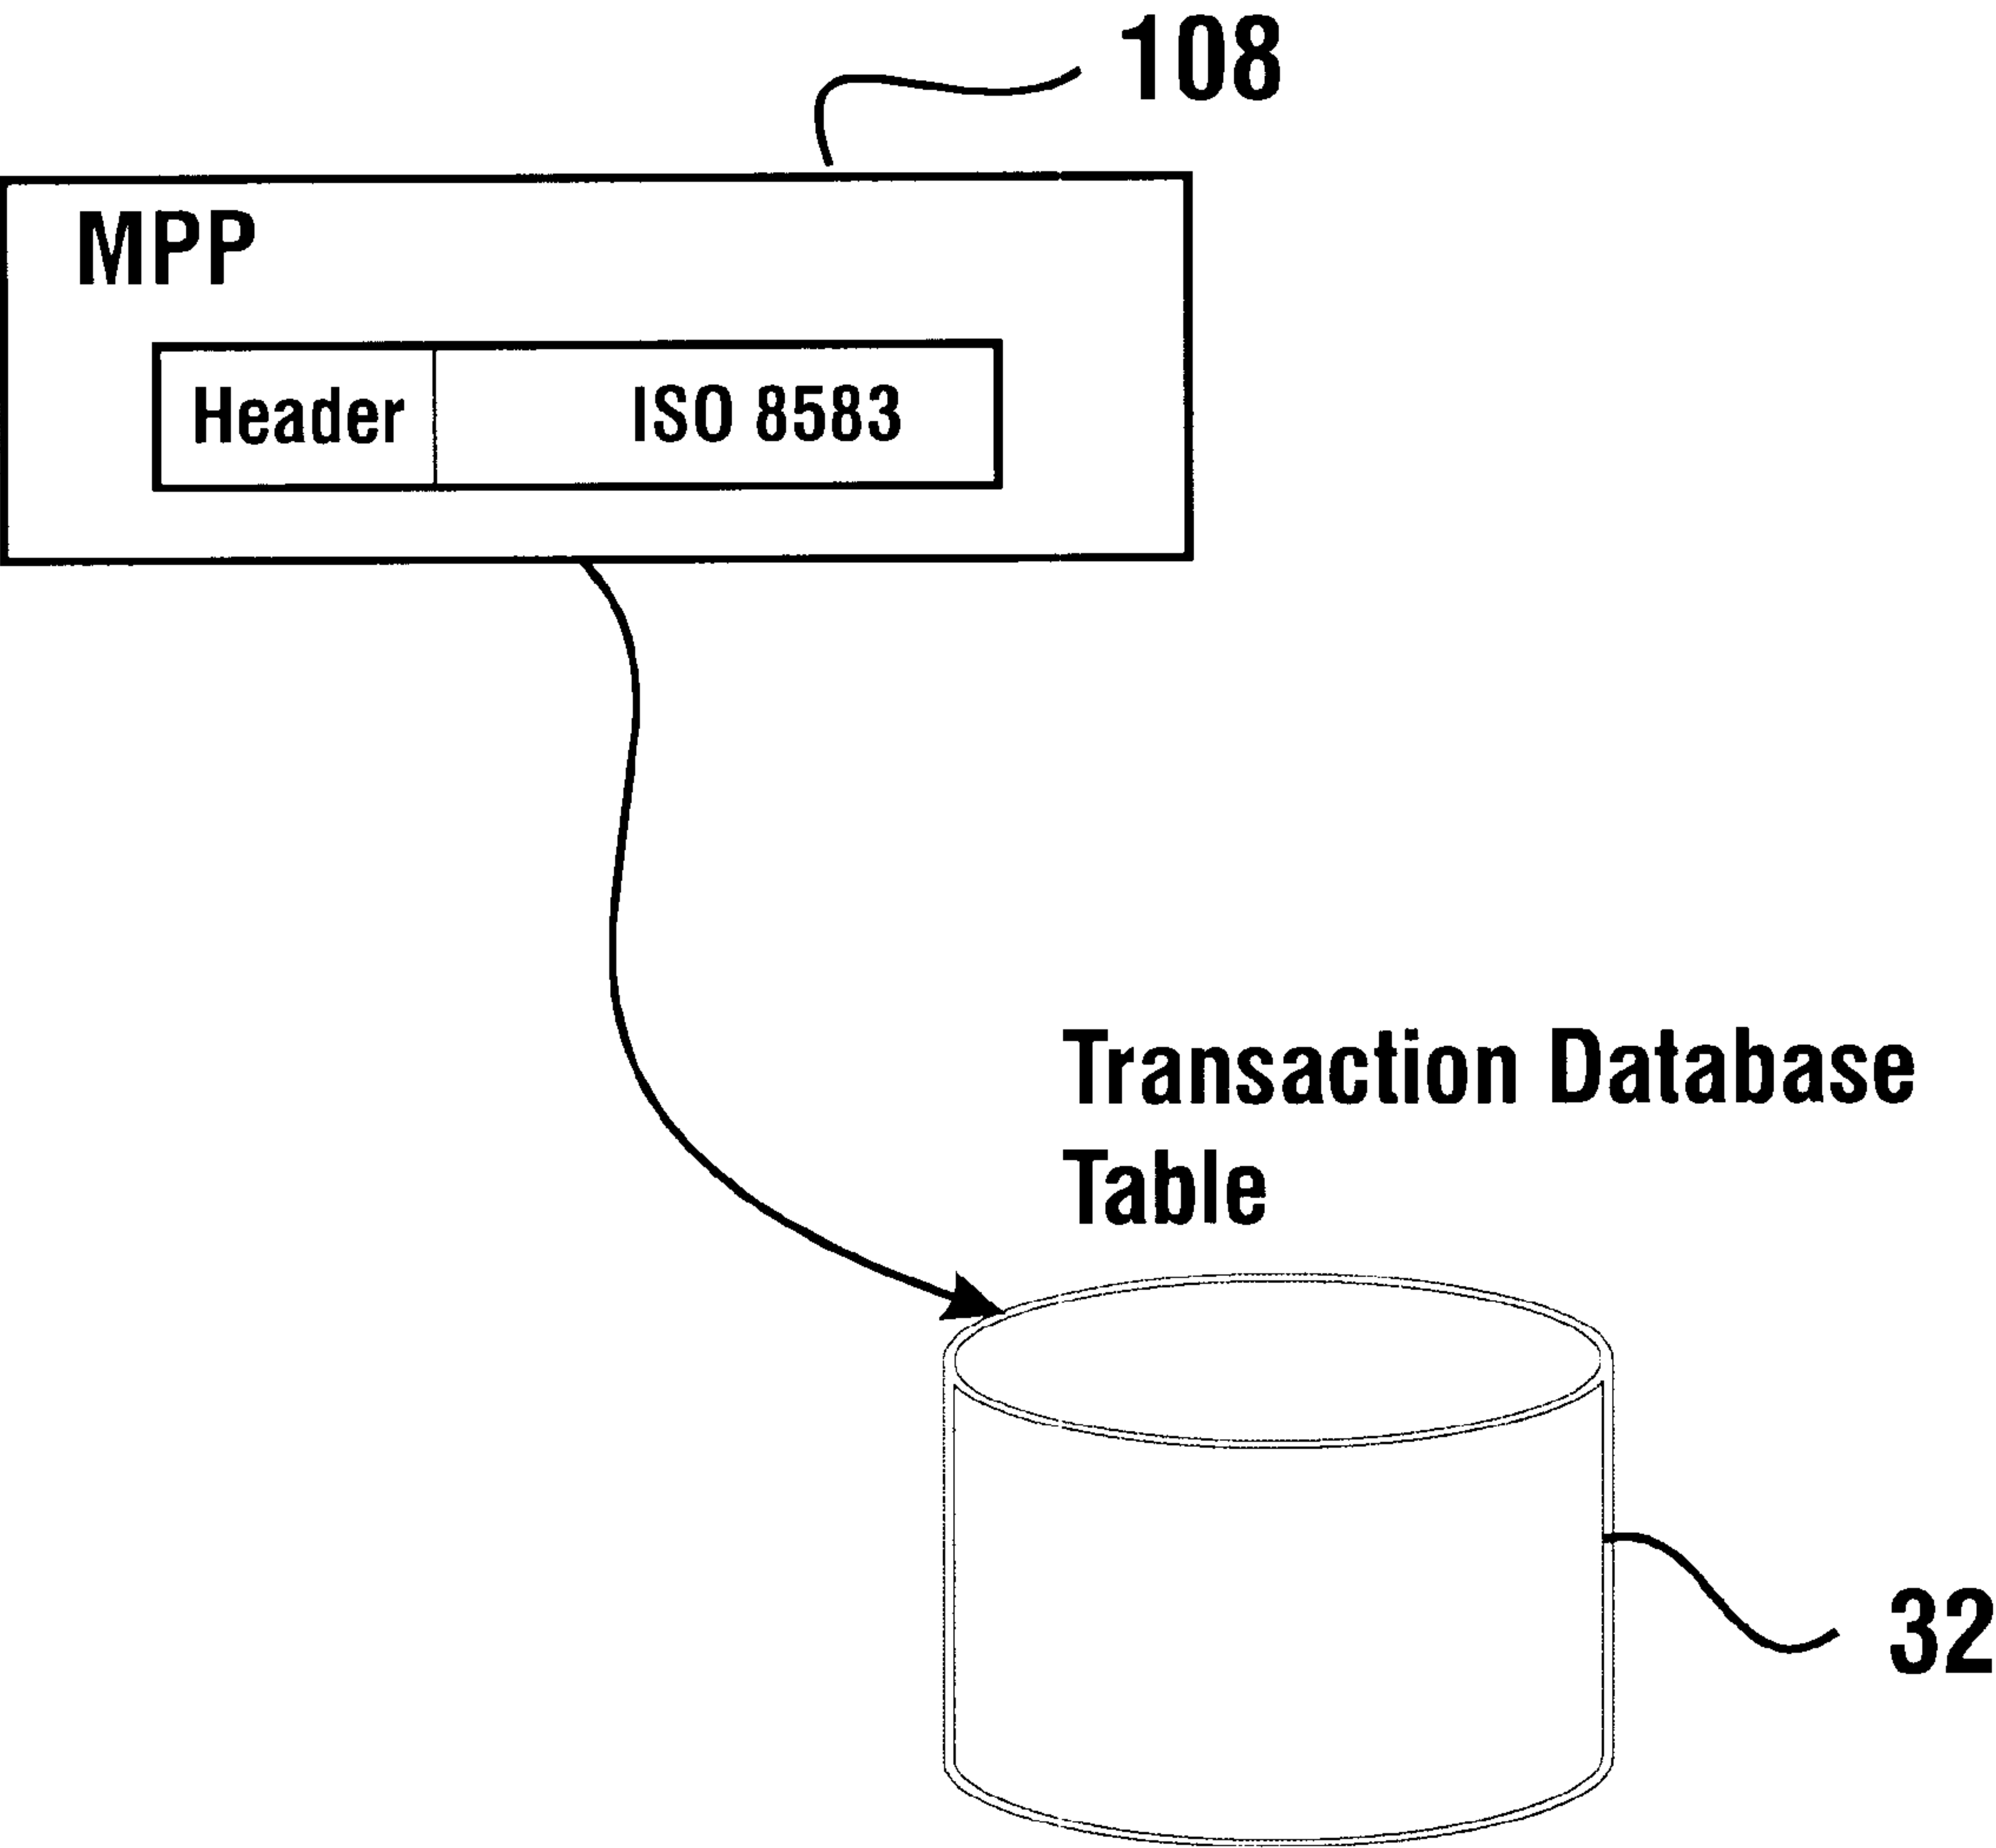 108
MPP
Header ISO 8583
Transaction Database
Table
32